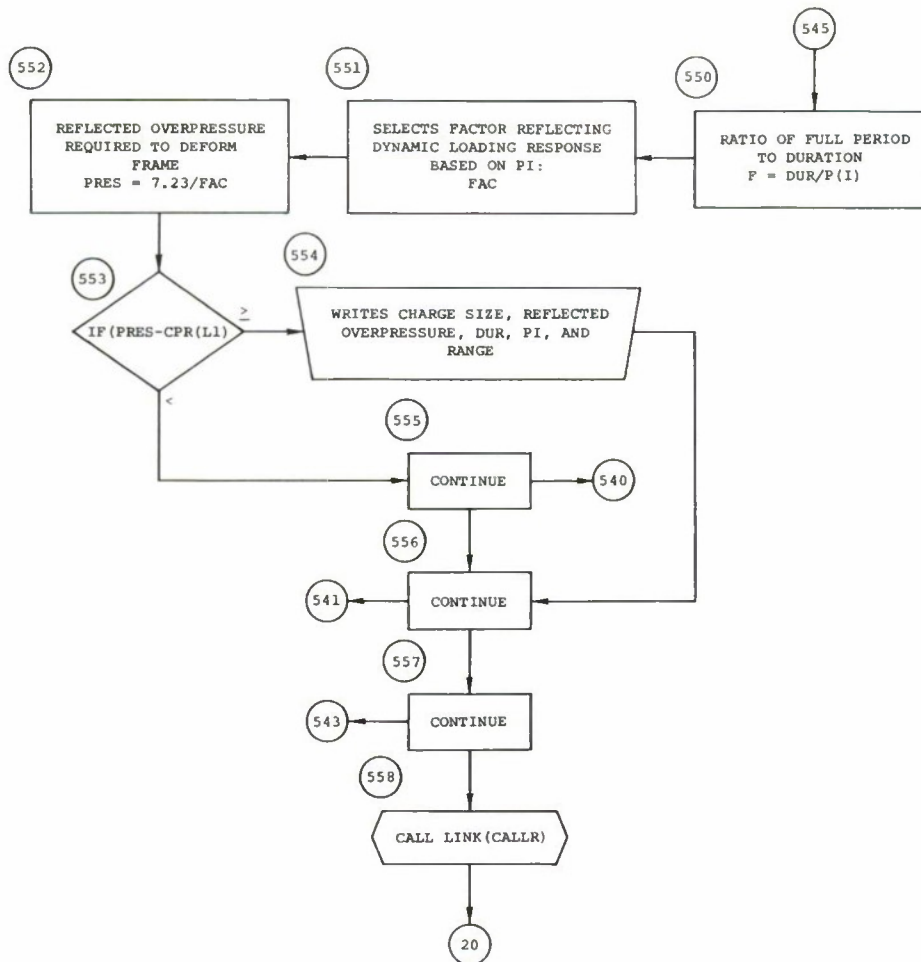 545
552
551
550
REFLECTED OVERPRESSURE
REQUIRED TO DEFORM
FRAME
PRES = 7.23/FAC
SELECTS FACTOR REFLECTING
DYNAMIC LOADING RESPONSE
BASED ON PI:
FAC
RATIO OF FULL PERIOD
TO DURATION
F = DUR/P(I)
553
554
IF(PRES-CPR(L1)
≥
<
WRITES CHARGE SIZE, REFLECTED
OVERPRESSURE, DUR, PI, AND
RANGE
555
CONTINUE
540
556
541
CONTINUE
557
543
CONTINUE
558
CALL LINK(CALLR)
20